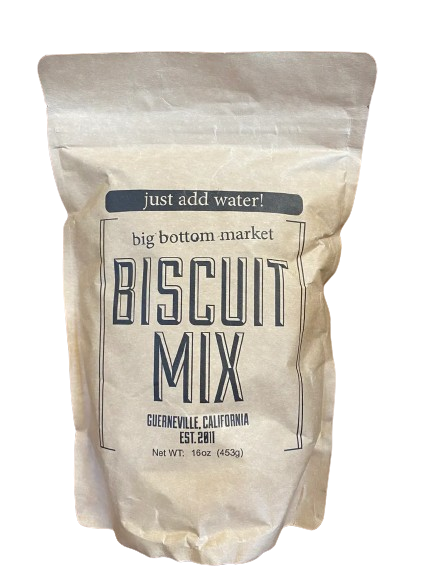 just add water!
big bottom market
BISCUIT
MIX
GUERNEVILLE, CALIFORNIA
EST. 2011
Net WT: 16oz (453g)